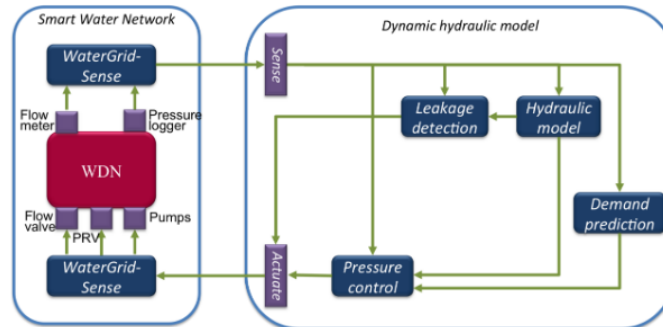 Smart Water Network
Dynamic hydraulic model
WaterGrid-
Sense
Sense
Flow
meter
Pressure
logger
Leakage
detection
Hydraulic
model
WDN
Demand
prediction
Flow
valve
PRV
Pumps
WaterGrid-
Sense
Actuate
Pressure
control